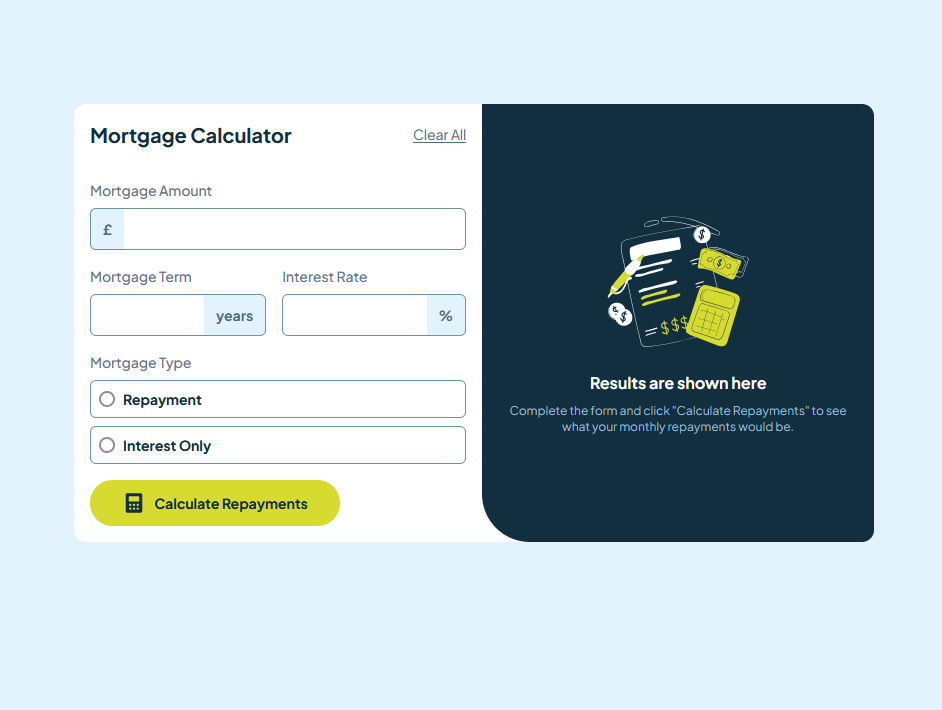 Mortgage Calculator
Clear All
Mortgage Amount
£
Mortgage Term
Interest Rate
years
%
Mortgage Type
Repayment
Interest Only
Calculate Repayments
$
$
$
$
$ $ $
Results are shown here
Complete the form and click "Calculate Repayments" to see
what your monthly repayments would be.